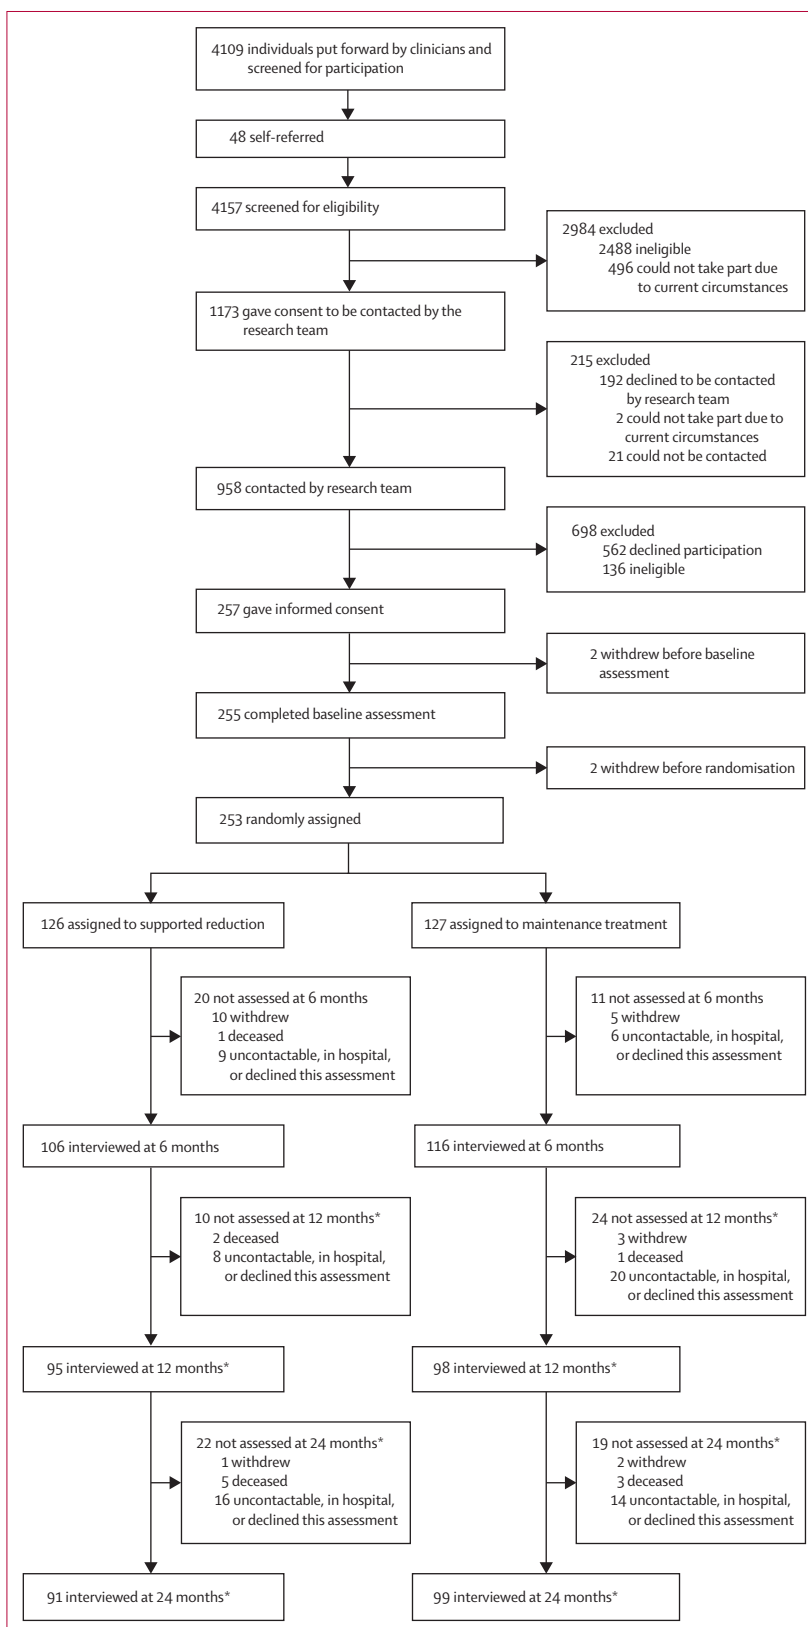 4109 individuals put forward by clinicians and
screened for participation
48 self-referred
4157 screened for eligibility
2984 excluded
2488 ineligible
496 could not take part due
to current circumstances
1173 gave consent to be contacted by the
research team
215 excluded
192 declined to be contacted
by research team
2 could not take part due to
current circumstances
21 could not be contacted
958 contacted by research team
698 excluded
562 declined participation
136 ineligible
257 gave informed consent
2 withdrew before baseline
assessment
255 completed baseline assessment
2 withdrew before randomisation
253 randomly assigned
126 assigned to supported reduction
127 assigned to maintenance treatment
20 not assessed at 6 months
10 withdrew
1 deceased
9 uncontactable, in hospital,
or declined this assessment
11 not assessed at 6 months
5 withdrew
6 uncontactable, in hospital,
or declined this assessment
106 interviewed at 6 months
116 interviewed at 6 months
10 not assessed at 12 months*
2 deceased
8 uncontactable, in hospital,
or declined this assessment
24 not assessed at 12 months*
3 withdrew
1 deceased
20 uncontactable, in hospital,
or declined this assessment
95 interviewed at 12 months*
98 interviewed at 12 months*
22 not assessed at 24 months*
1 withdrew
5 deceased
16 uncontactable, in hospital,
or declined this assessment
19 not assessed at 24 months*
2 withdrew
3 deceased
14 uncontactable, in hospital,
or declined this assessment
91 interviewed at 24 months*
99 interviewed at 24 months*